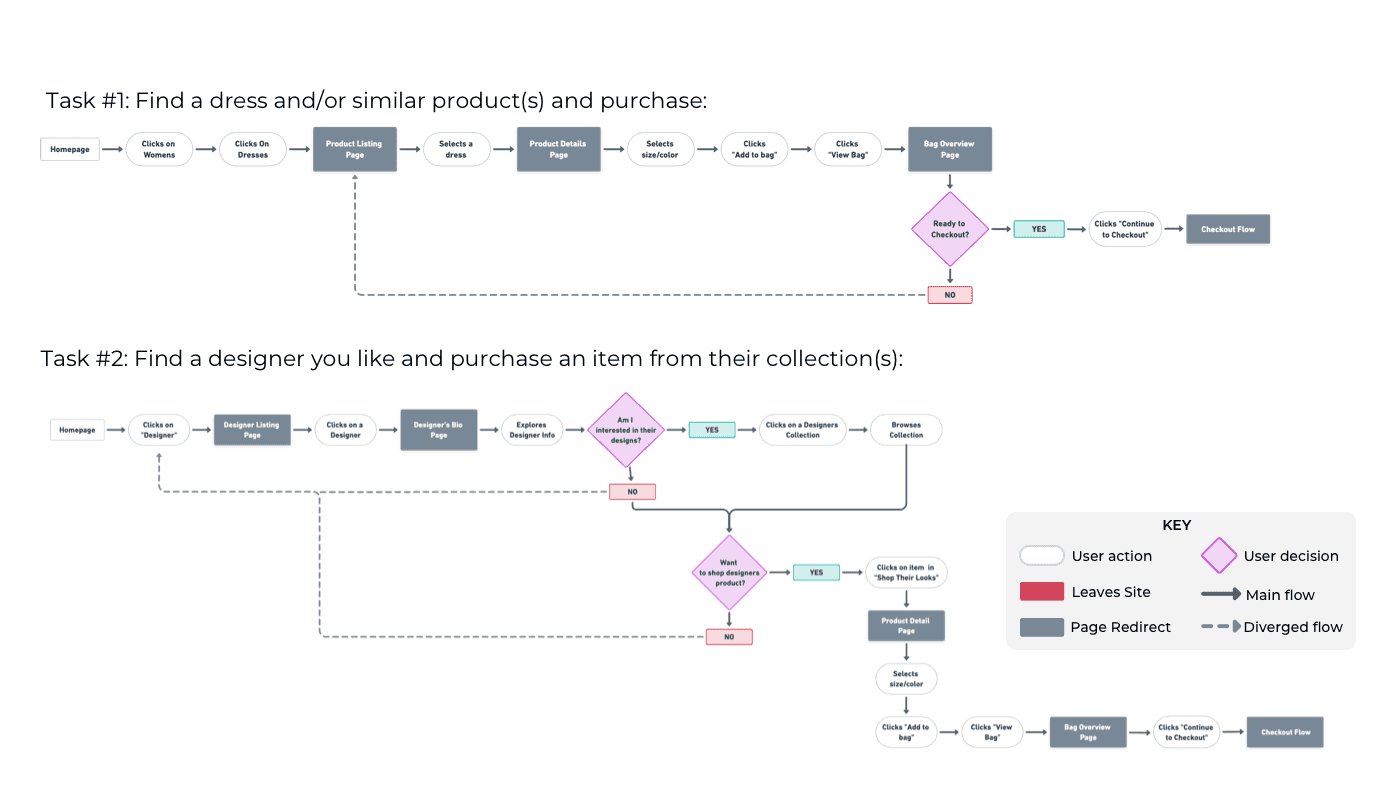 Task #1: Find a dress and/or similar product(s) and purchase:
Homepage
Clicks on
Womens
Clicks On
Dresses
Product Listing
Page
Selects a
dress
Product Details
Page
Selects
size/color
Clicks
"Add to bag"
Clicks
"View Bag"
Bag Overview
Page
Ready to
Checkout?
YES
Clicks "Continue
to Checkout"
Checkout Flow
NO
Task #2: Find a designer you like and purchase an item from their collection(s):
Homepage
Clicks on
"Designer"
Designer Listing
Page
Clicks on a
Designer
Designer's Bio
Page
Explores
Designer Info
Am I
interested in their
designs?
YES
Clicks on a Designers
Collection
Browses
Collection
NO
Want
to shop designers
product?
YES
Clicks on item in
"Shop Their Looks"
NO
Product Detail
Page
Selects
size/color
Clicks "Add to
bag"
Clicks "View
Bag"
Bag Overview
Page
Clicks "Continue
to Checkout"
Checkout Flow
KEY
User action
User decision
Leaves Site
Main flow
Page Redirect
Diverged flow